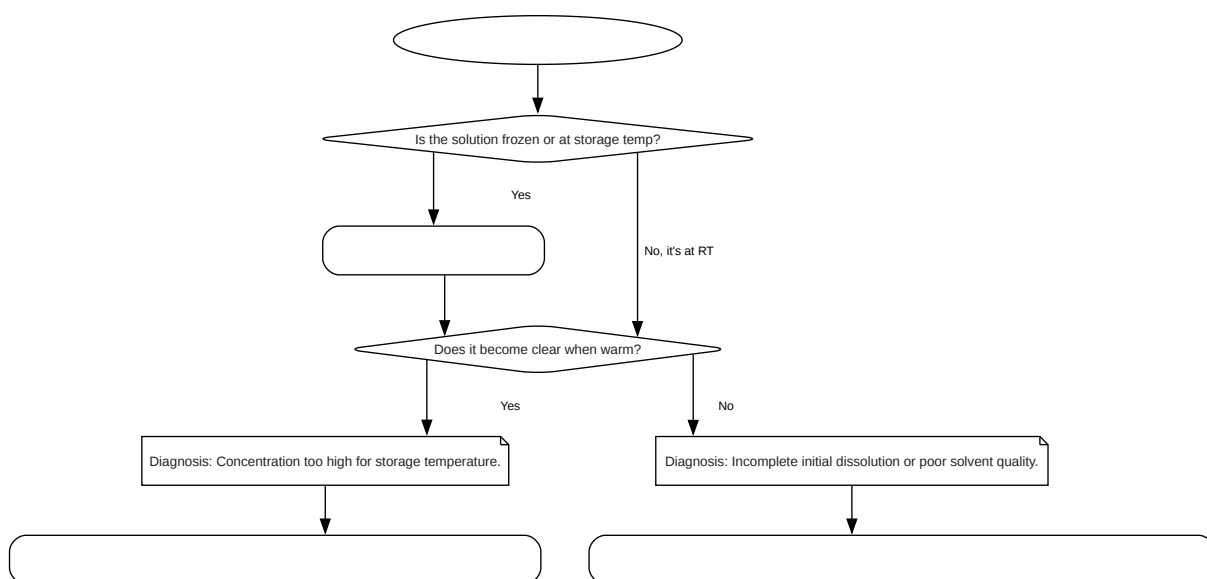 Is the solution frozen or at storage temp?
Yes
No, it's at RT
Does it become clear when warm?
Yes
No
Diagnosis: Concentration too high for storage temperature.
Diagnosis: Incomplete initial dissolution or poor solvent quality.